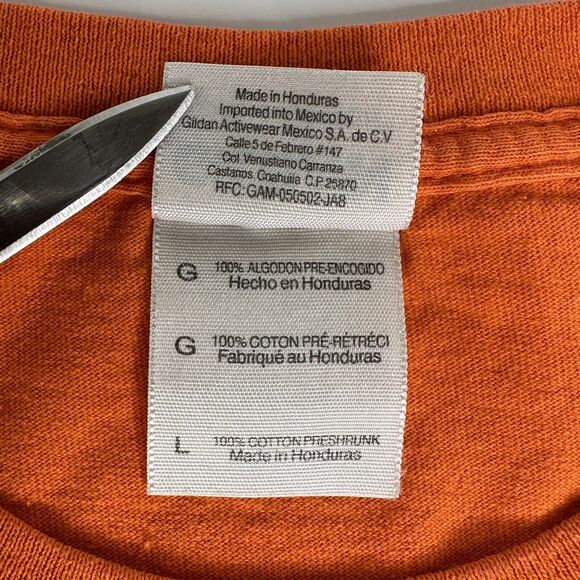 Made in Honduras
Imported into Mexico by
Gildan Activewear Mexico S.A. de C.V
Calle 5 de Febrero #147
Col. Venustiano Carranza
Castanos, Coahuila C.P 25870
RFC: GAM-050502-JA8
G 100% ALGODON PRE-ENCOGIDO
Hecho en Honduras
G 100% COTON PRÉ-RÉTRÉCI
Fabriqué au Honduras
L 100% COTTON PRESHRUNK
Made in Honduras